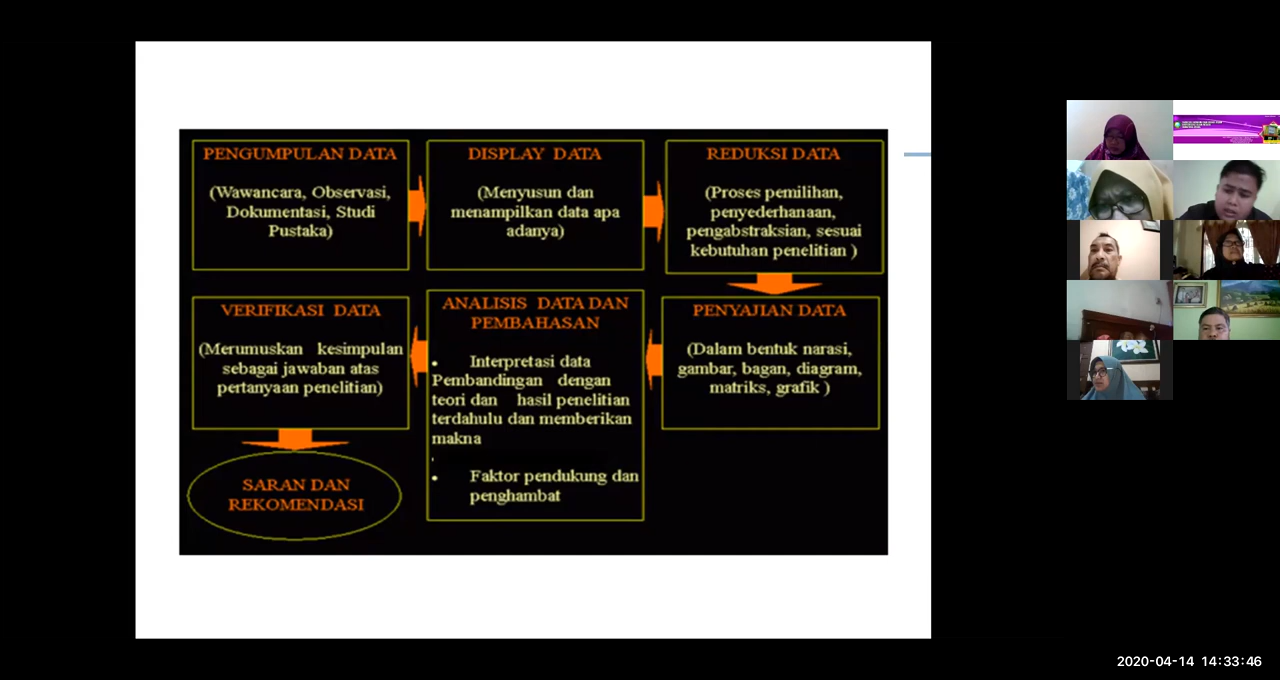 PENGUMPULAN DATA
(Wawancara, Observasi,
Dokumentasi, Studi
Pustaka)
DISPLAY DATA
(Menyusun dan
menampilkan data apa
adanya)
REDUKSI DATA
(Proses pemilihan,
penyederhanaan,
pengabstraksian, sesuai
kebutuhan penelitian )
PENYAJIAN DATA
(Dalam bentuk narasi,
gambar, bagan, diagram,
matriks, grafik )
ANALISIS DATA DAN
PEMBAHASAN
• Interpretasi data
Pembandingan dengan
teori dan hasil penelitian
terdahulu dan memberikan
makna
• Faktor pendukung dan
penghambat
VERIFIKASI DATA
(Merumuskan kesimpulan
sebagai jawaban atas
pertanyaan penelitian)
SARAN DAN
REKOMENDASI
2020-04-14 14:33:46